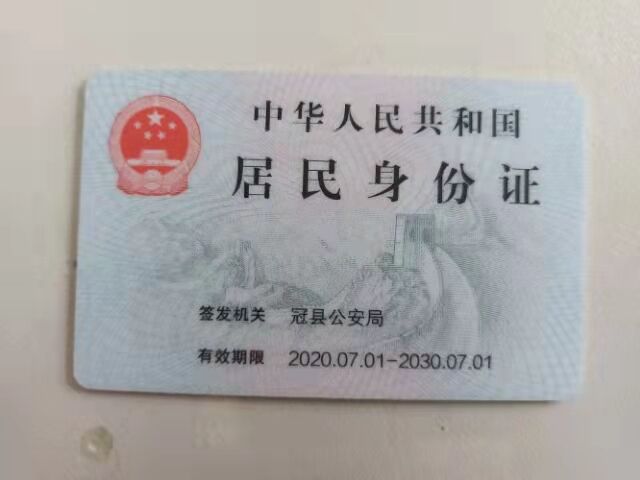 中华人民共和国
居民身份证
签发机关 冠县公安局
有效期限 2020.07.01-2030.07.01